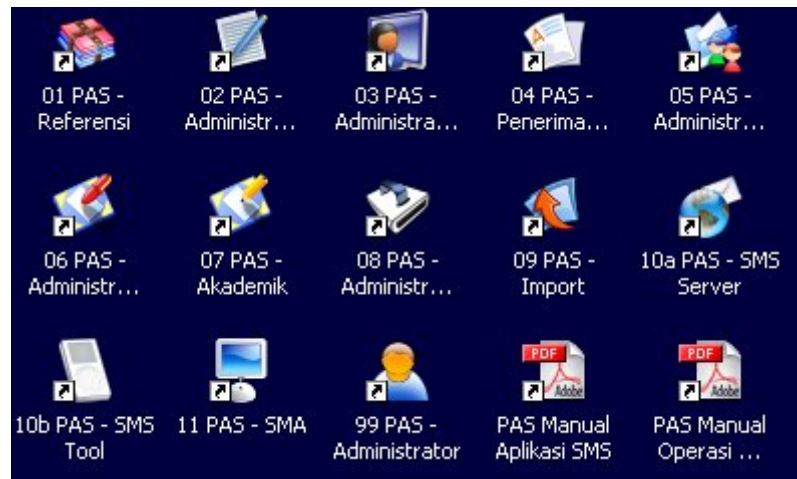 01 PAS - Referensi
02 PAS - Administr...
03 PAS - Administra...
04 PAS - Penerima...
05 PAS - Administr...
06 PAS - Administr...
07 PAS - Akademik
08 PAS - Administr...
09 PAS - Import
10a PAS - SMS Server
10b PAS - SMS Tool
11 PAS - SMA
99 PAS - Administrator
PDF
Adobe
PAS Manual Aplikasi SMS
PDF
Adobe
PAS Manual Operasi ...